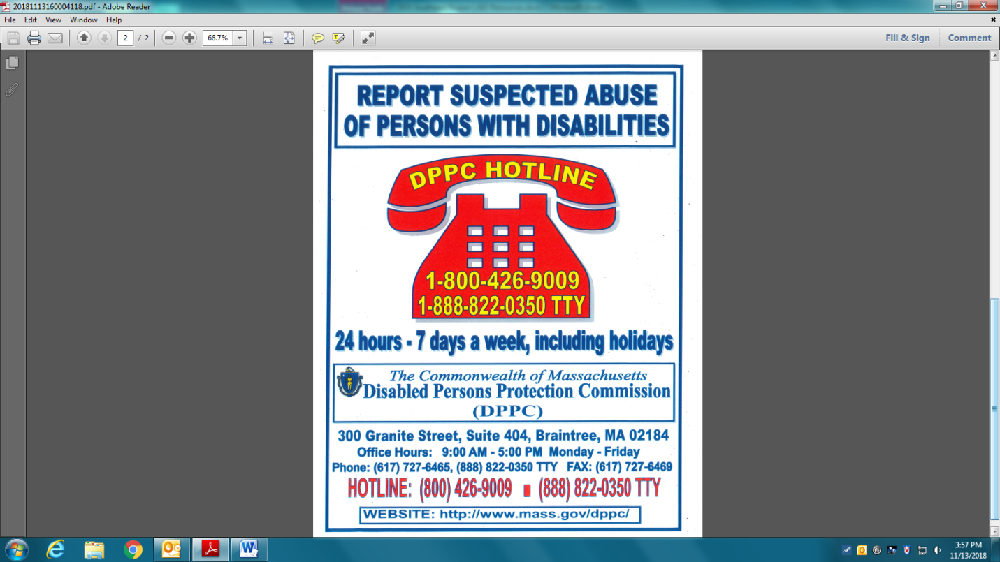 20181113160004118.pdf - Adobe Reader
File Edit View Window Help
2 / 2 66.7% Fill & Sign Comment
REPORT SUSPECTED ABUSE
OF PERSONS WITH DISABILITIES
DPPC HOTLINE
1-800-426-9009
1-888-822-0350 TTY
24 hours - 7 days a week, including holidays
The Commonwealth of Massachusetts
Disabled Persons Protection Commission
(DPPC)
300 Granite Street, Suite 404, Braintree, MA 02184
Office Hours: 9:00 AM - 5:00 PM Monday - Friday
Phone: (617) 727-6465, (888) 822-0350 TTY FAX: (617) 727-6469
HOTLINE: (800) 426-9009 ▪ (888) 822-0350 TTY
WEBSITE: http://www.mass.gov/dppc/
3:57 PM
11/13/2018